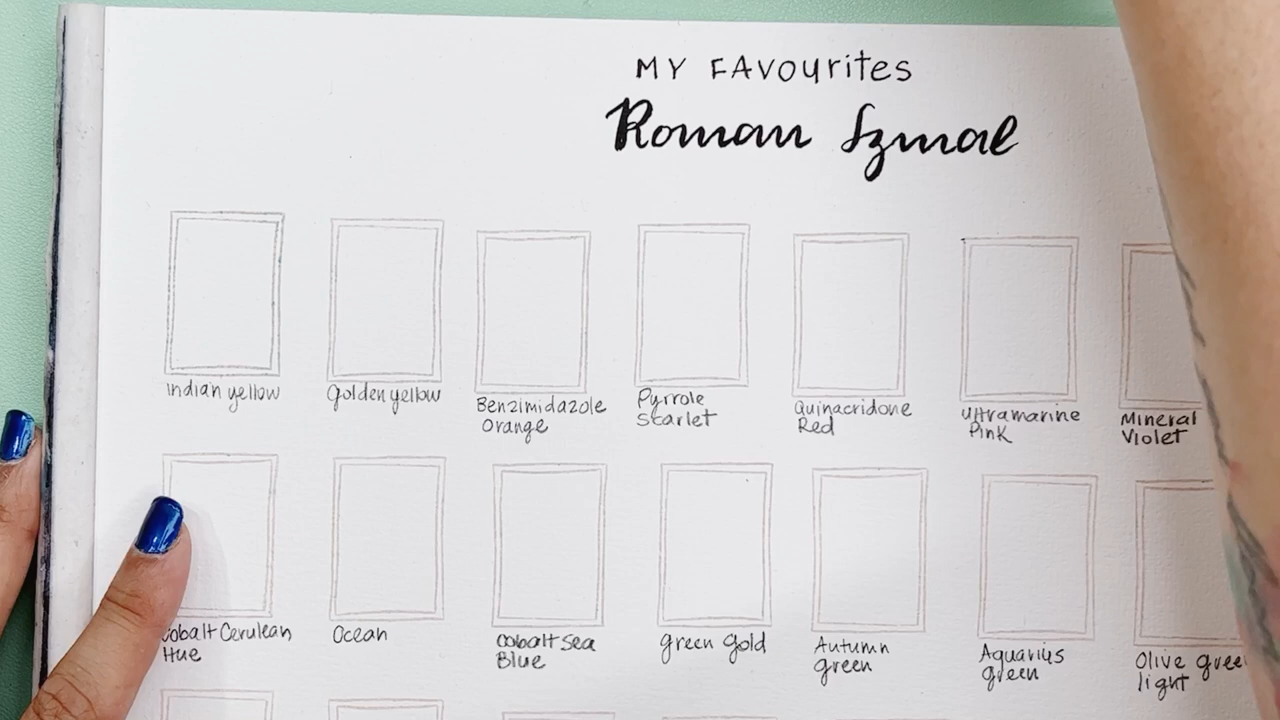 MY FAVourites
Roman Szmal
Indian yellow
Golden yellow
Benzimidazole
Orange
Pyrrole
Scarlet
Quinacridone
Red
Ultramarine
Pink
Mineral
Violet
Cobalt Cerulean
Hue
Ocean
Cobalt Sea
Blue
Green Gold
Autumn
green
Aquarius
green
Olive gree
light